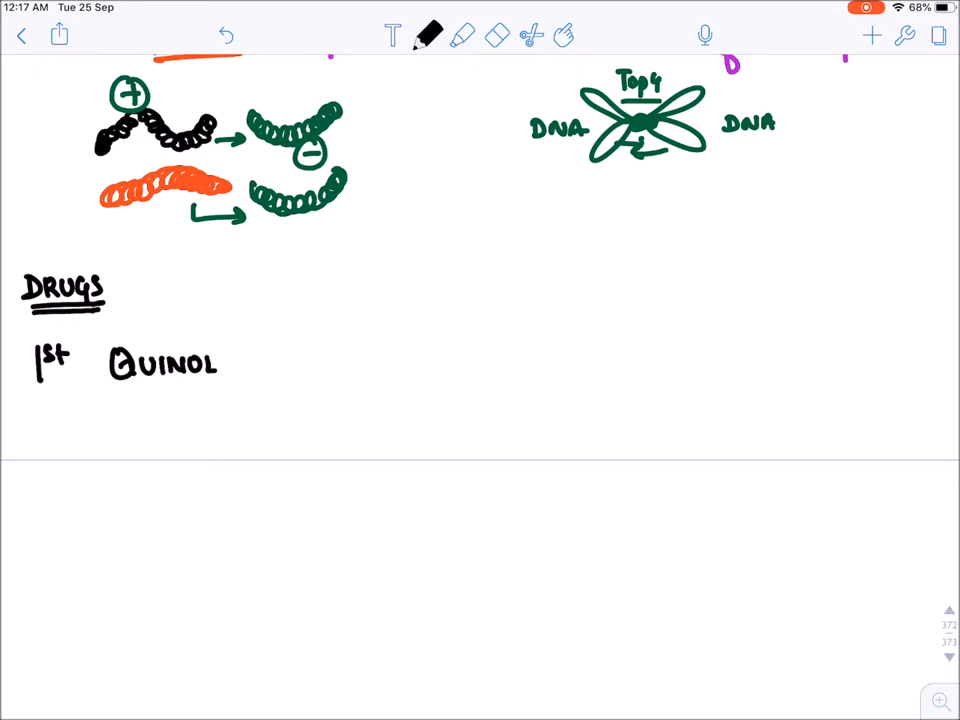 12:17 AM Tue 25 Sep 68%
T
+
Top4
DNA DNA
−
DRUGS
1st QUINOL
372
373